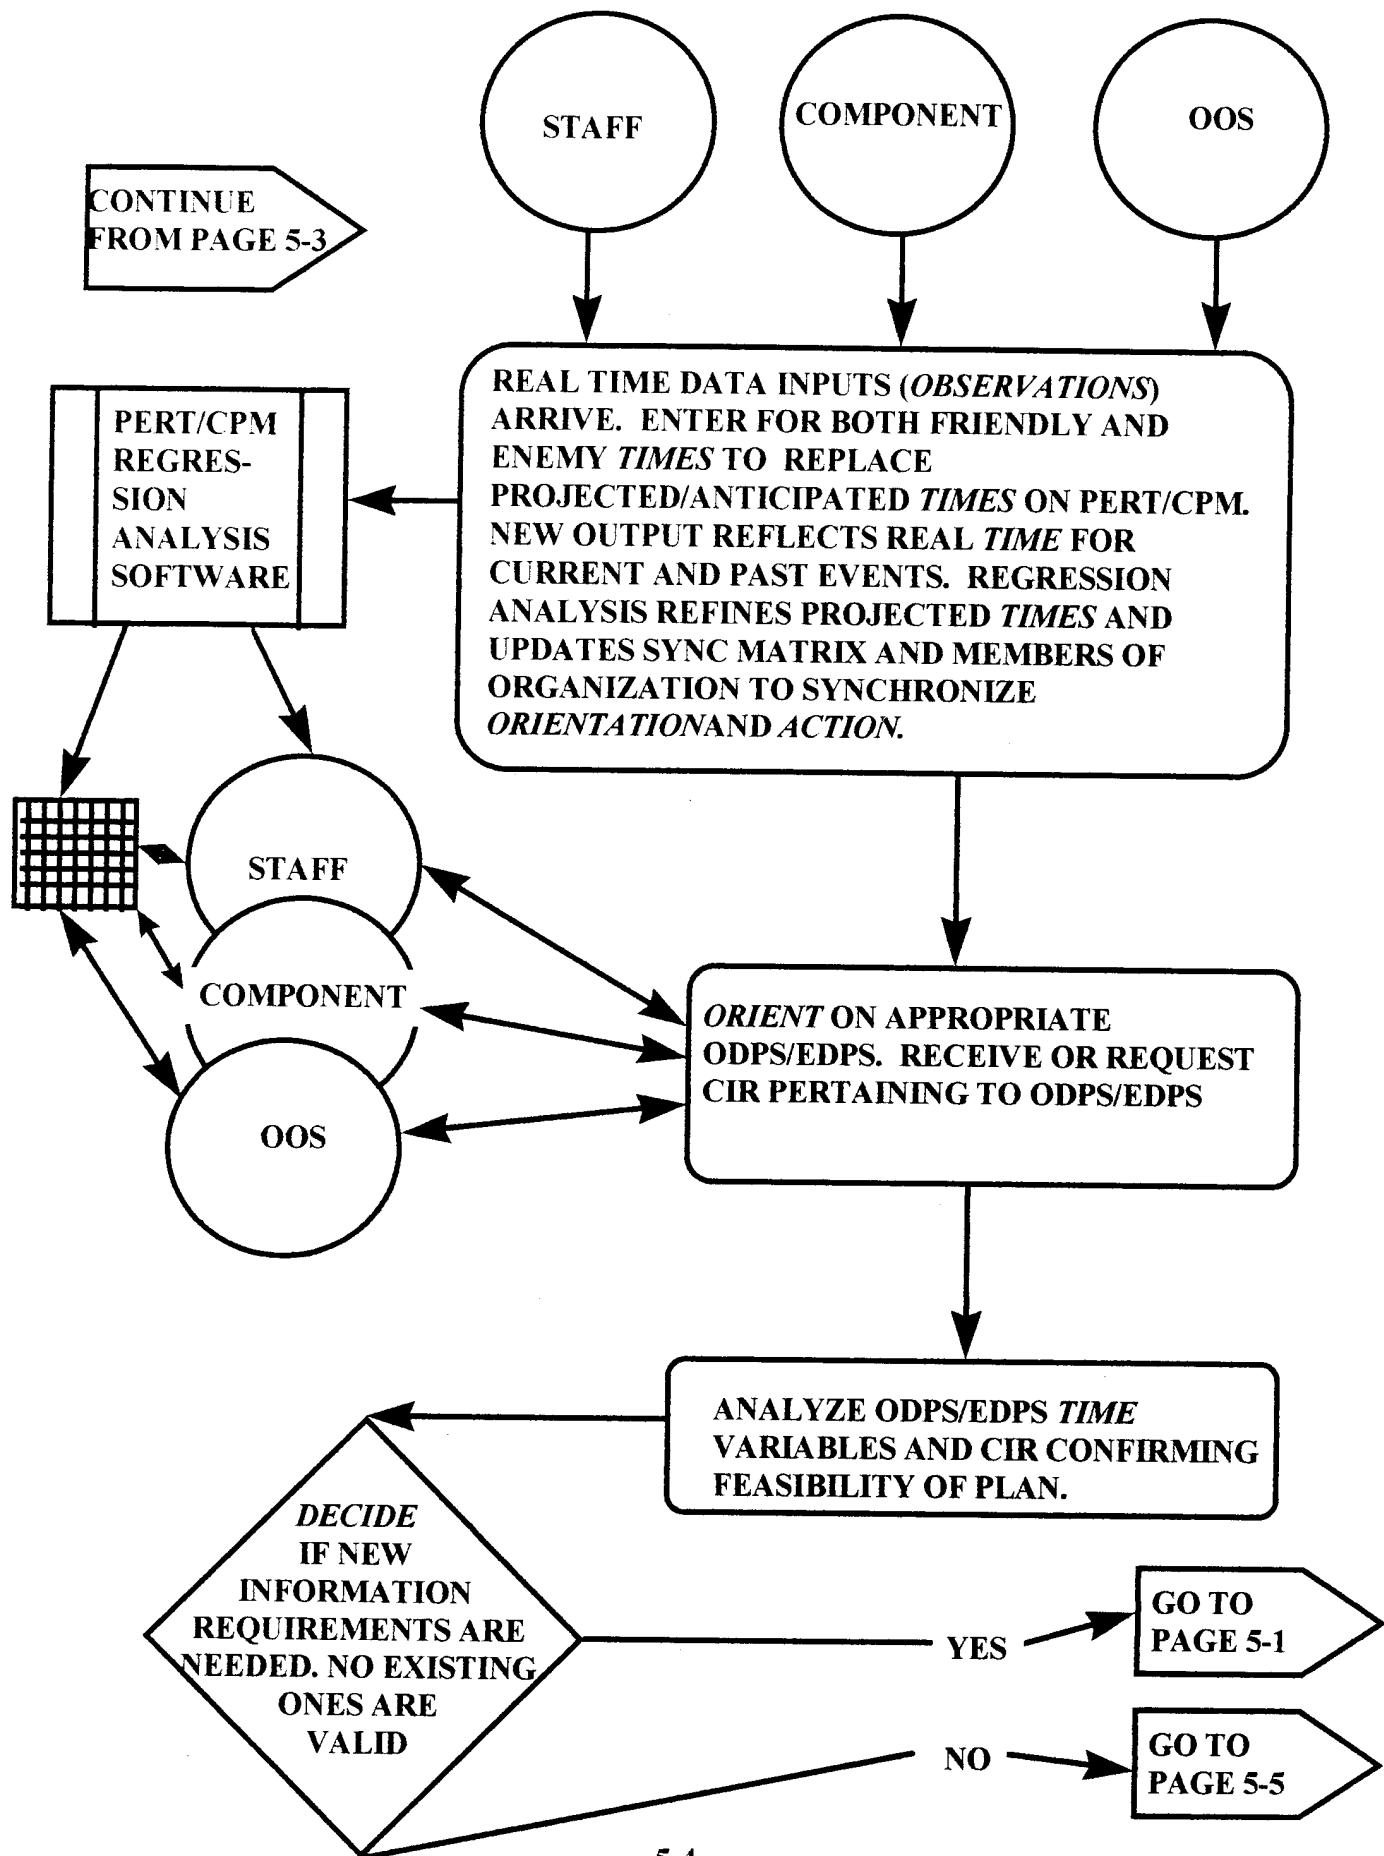 STAFF
COMPONENT
OOS
CONTINUE
FROM PAGE 5-3
REAL TIME DATA INPUTS (OBSERVATIONS)
ARRIVE. ENTER FOR BOTH FRIENDLY AND
ENEMY TIMES TO REPLACE
PROJECTED/ANTICIPATED TIMES ON PERT/CPM.
NEW OUTPUT REFLECTS REAL TIME FOR
CURRENT AND PAST EVENTS. REGRESSION
ANALYSIS REFINES PROJECTED TIMES AND
UPDATES SYNC MATRIX AND MEMBERS OF
ORGANIZATION TO SYNCHRONIZE
ORIENTATIONAND ACTION.
PERT/CPM
REGRES-
SION
ANALYSIS
SOFTWARE
STAFF
COMPONENT
OOS
ORIENT ON APPROPRIATE
ODPS/EDPS. RECEIVE OR REQUEST
CIR PERTAINING TO ODPS/EDPS
ANALYZE ODPS/EDPS TIME
VARIABLES AND CIR CONFIRMING
FEASIBILITY OF PLAN.
DECIDE
IF NEW
INFORMATION
REQUIREMENTS ARE
NEEDED. NO EXISTING
ONES ARE
VALID
YES
GO TO
PAGE 5-1
NO
GO TO
PAGE 5-5